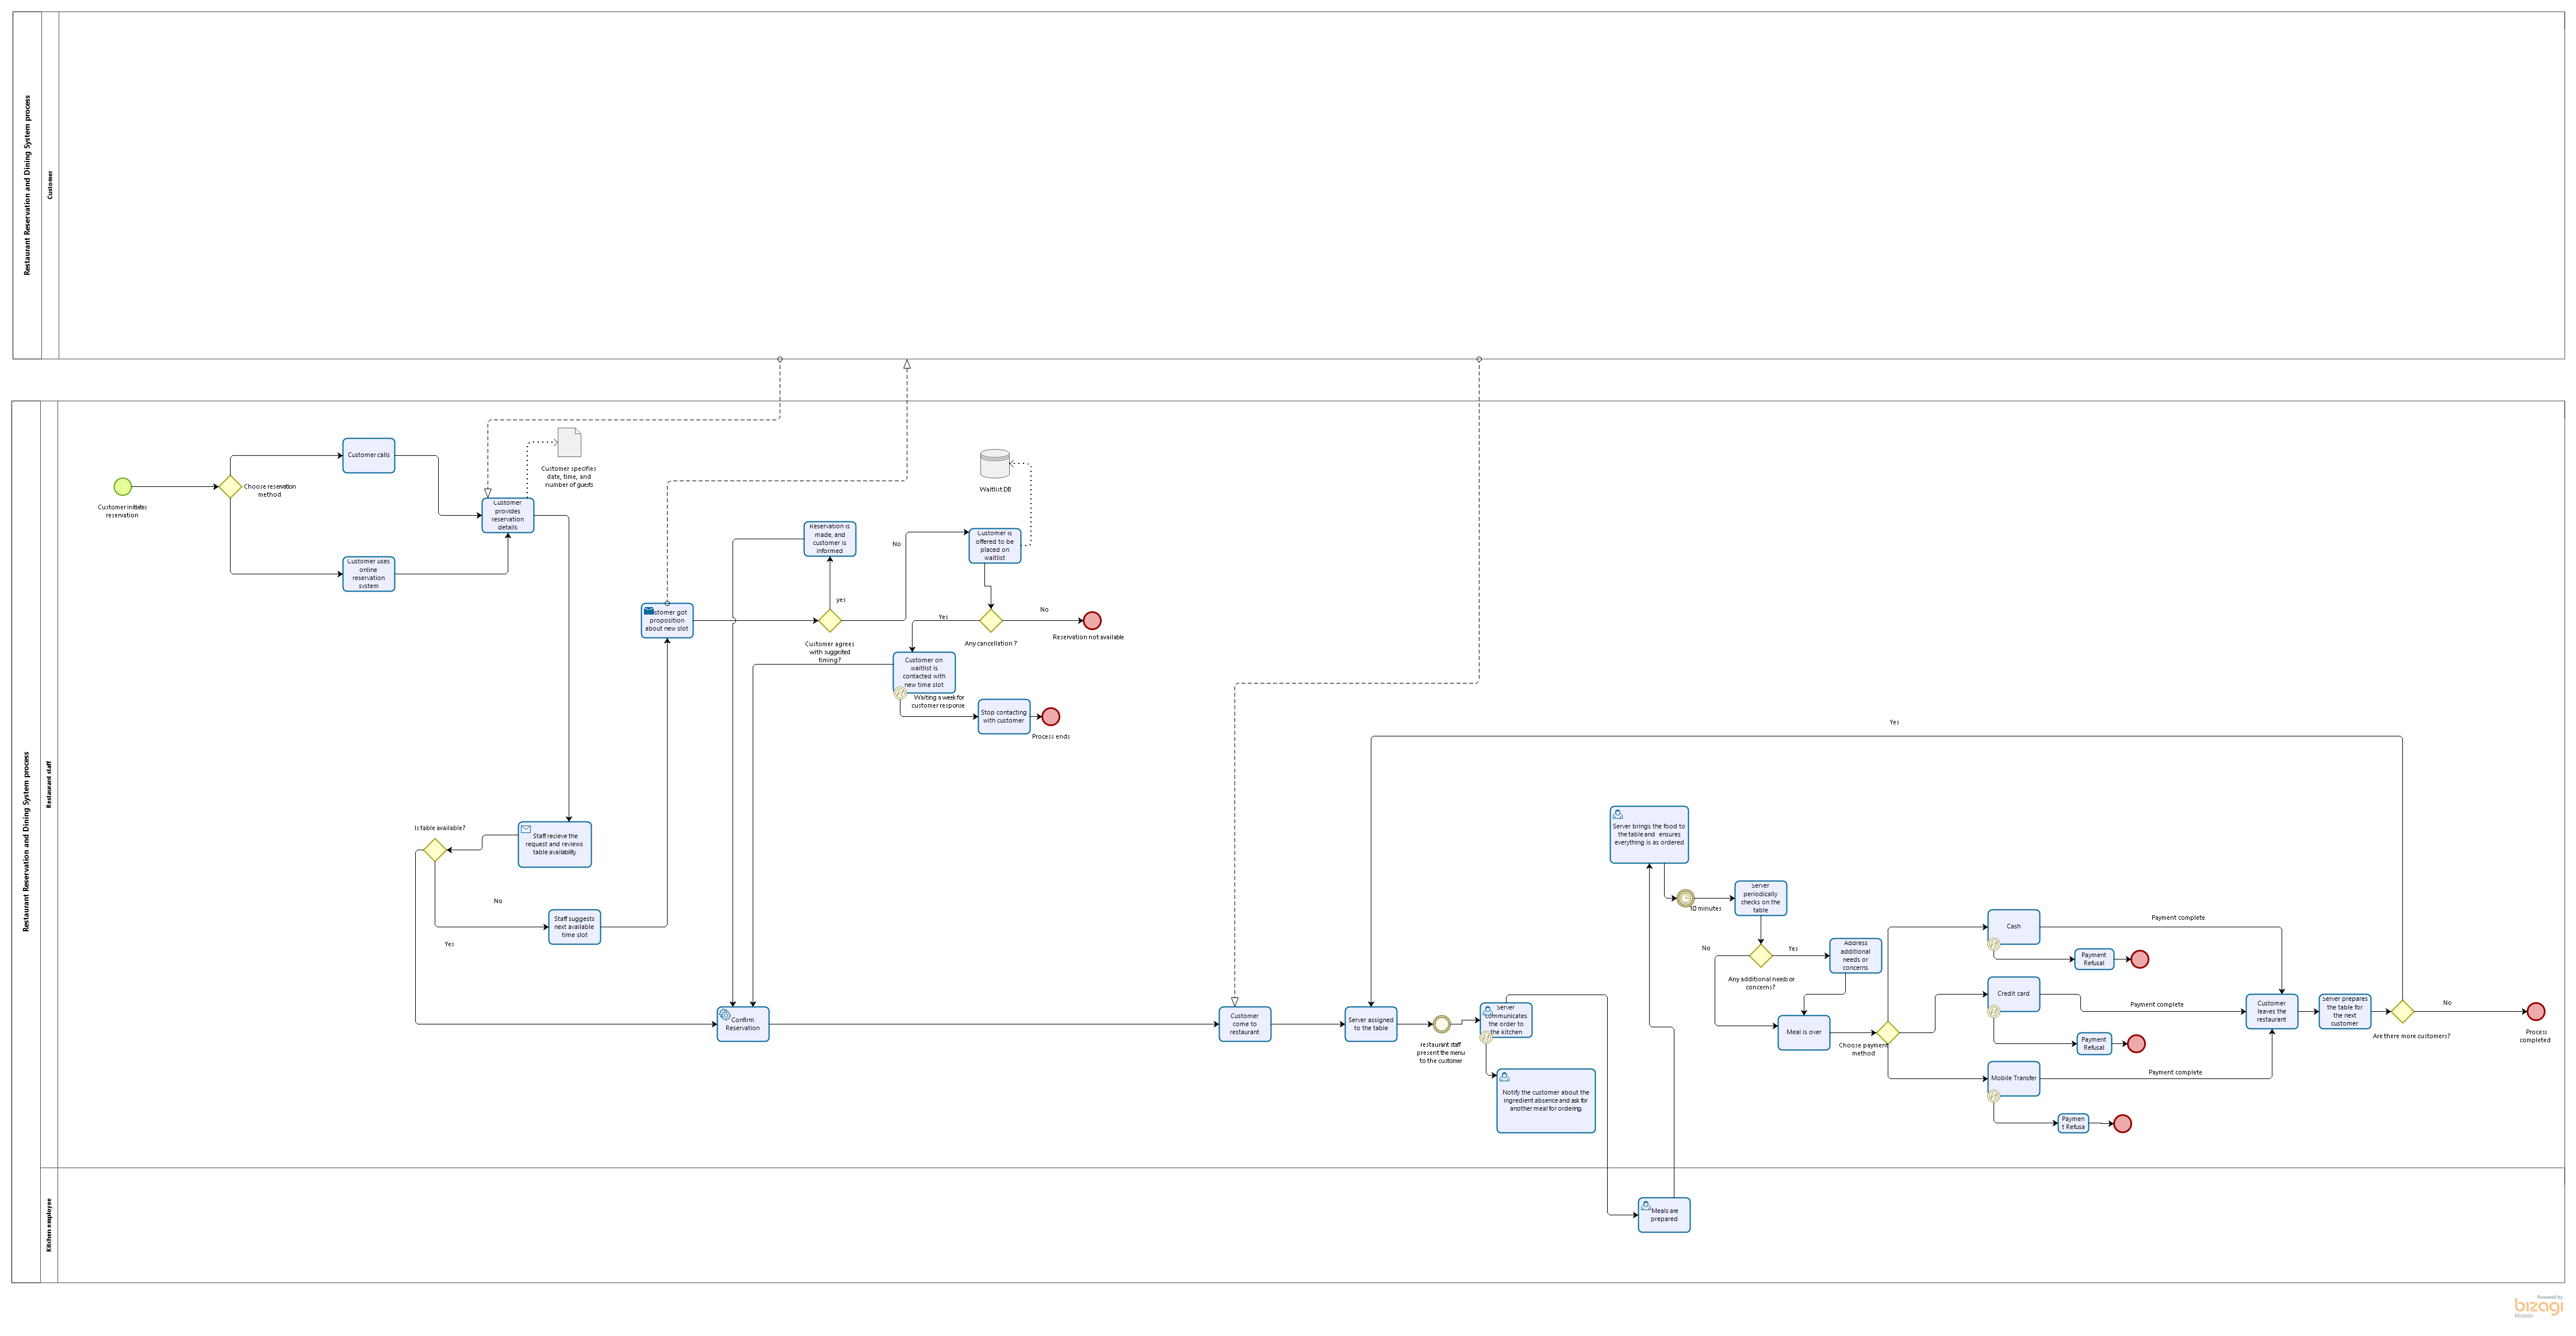 Restaurant Reservation and Dining System process
Customer
Restaurant Reservation and Dining System process
Restaurant staff
Kitchen employee
Customer initiates
reservation
Choose reservation
method
Customer calls
Customer uses
online
reservation
system
Customer
provides
reservation
details
Customer specifies
date, time, and
number of guests
Staff recieve the
request and reviews
table availability
Is table available?
No
Yes
Staff suggests
next available
time slot
stomer got
proposition
about new slot
Customer agrees
with suggested
timing?
yes
No
Reservation is
made, and
customer is
informed
Customer is
offered to be
placed on
waitlist
Waitlist DB
Any cancellation ?
Yes
No
Reservation not available
Customer on
waitlist is
contacted with
new time slot
Waiting a week for
customer response
Stop contacting
with customer
Process ends
Confirm
Reservation
Customer
come to
restaurant
Server assigned
to the table
restaurant staff
present the menu
to the customer
Server
communicates
the order to
the kitchen
Notify the customer about the
ingredient absence and ask for
another meal for ordering.
Meals are
prepared
Server brings the food to
the table and ensures
everything is as ordered
10 minutes
Server
periodically
checks on the
table
Any additional needs or
concerns?
No
Yes
Address
additional
needs or
concerns
Meal is over
Choose payment
method
Cash
Payment
Refusal
Payment complete
Credit card
Payment
Refusal
Payment complete
Mobile Transfer
Paymen
t Refusa
Payment complete
Customer
leaves the
restaurant
Server prepares
the table for
the next
customer
Are there more customers?
Yes
No
Process
completed
Powered by
bizagi
Modeler